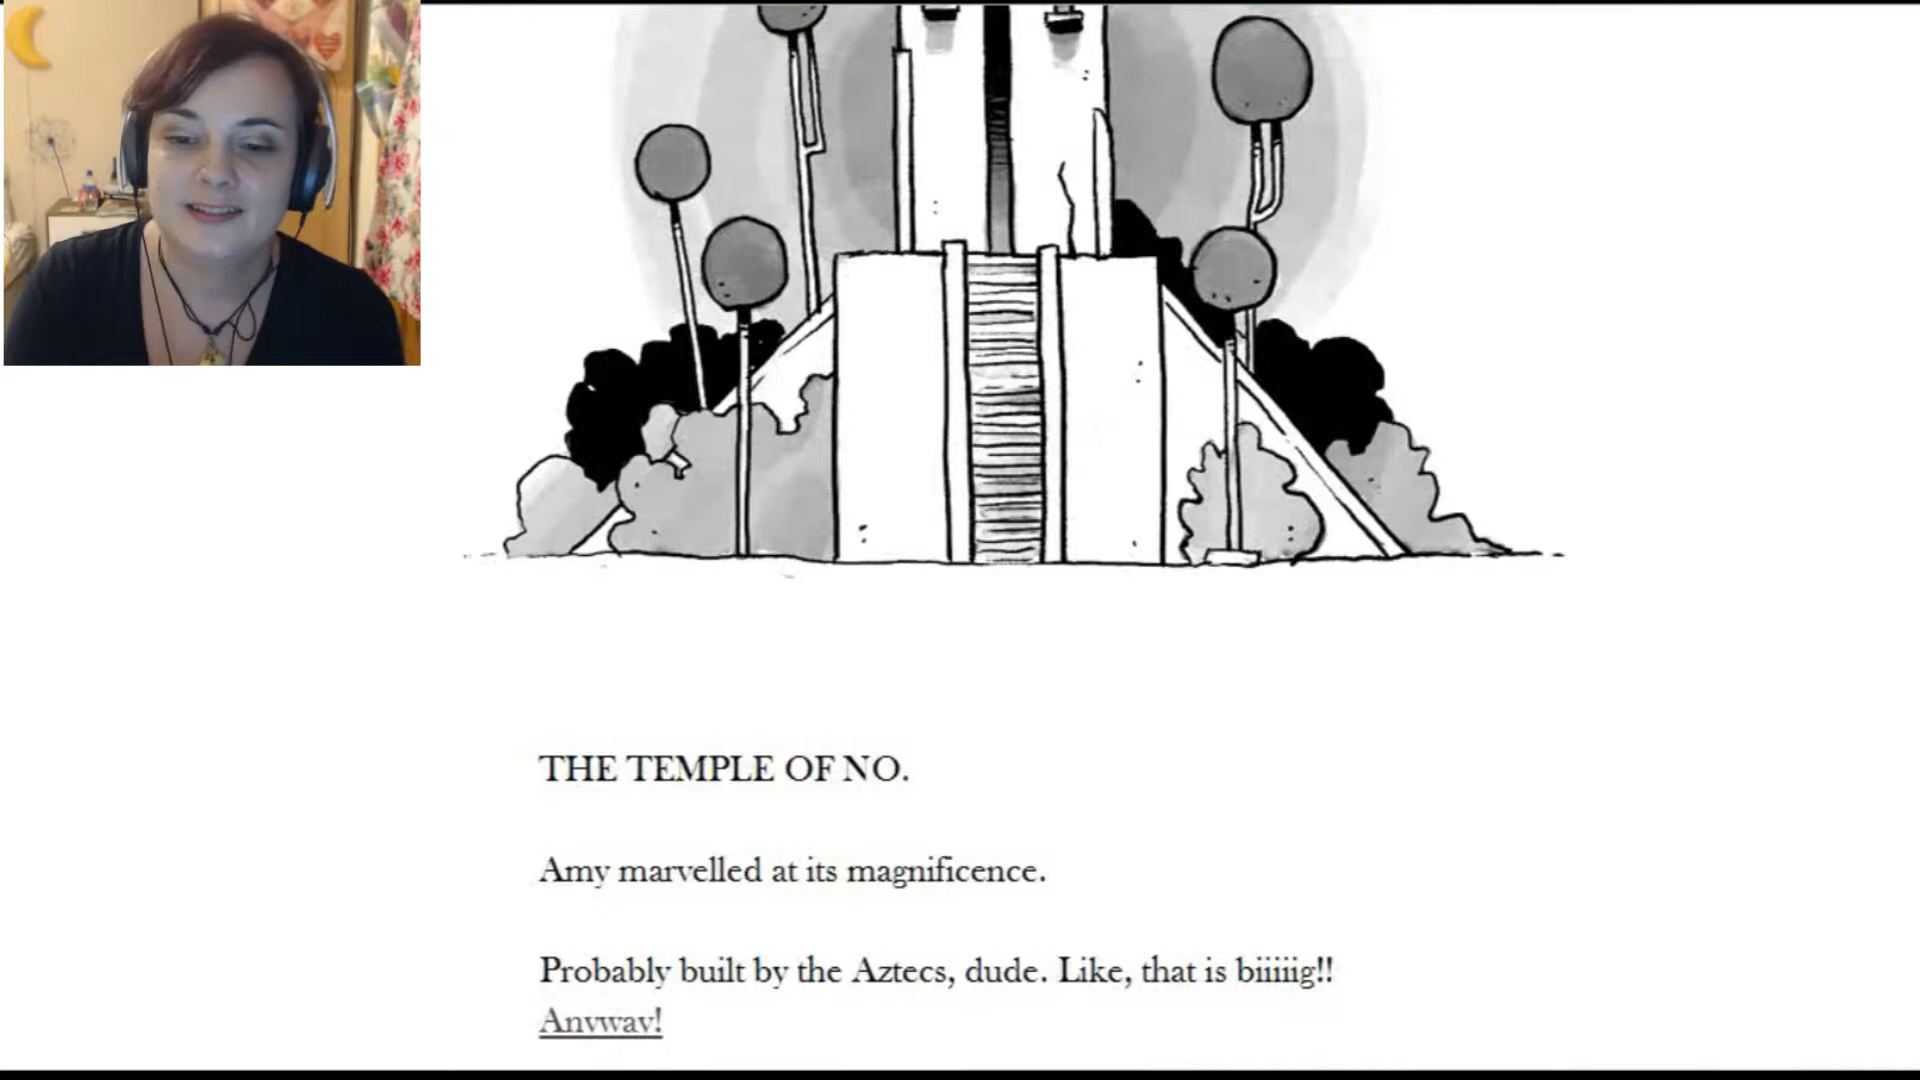 THE TEMPLE OF NO.
Amy marvelled at its magnificence.
Probably built by the Aztecs, dude. Like, that is biiiiig!!
Anyway!